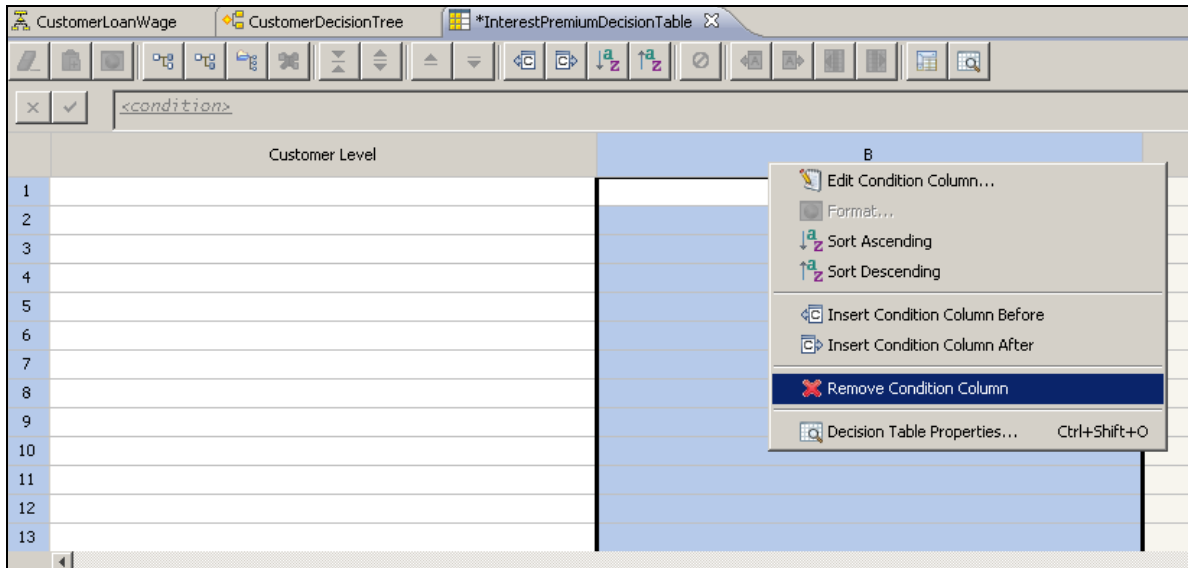 CustomerLoanWage CustomerDecisionTree *InterestPremiumDecisionTable
<condition>
Customer Level B
1
2
3
4
5
6
7
8
9
10
11
12
13
Edit Condition Column...
Format...
Sort Ascending
Sort Descending
Insert Condition Column Before
Insert Condition Column After
Remove Condition Column
Decision Table Properties... Ctrl+Shift+O